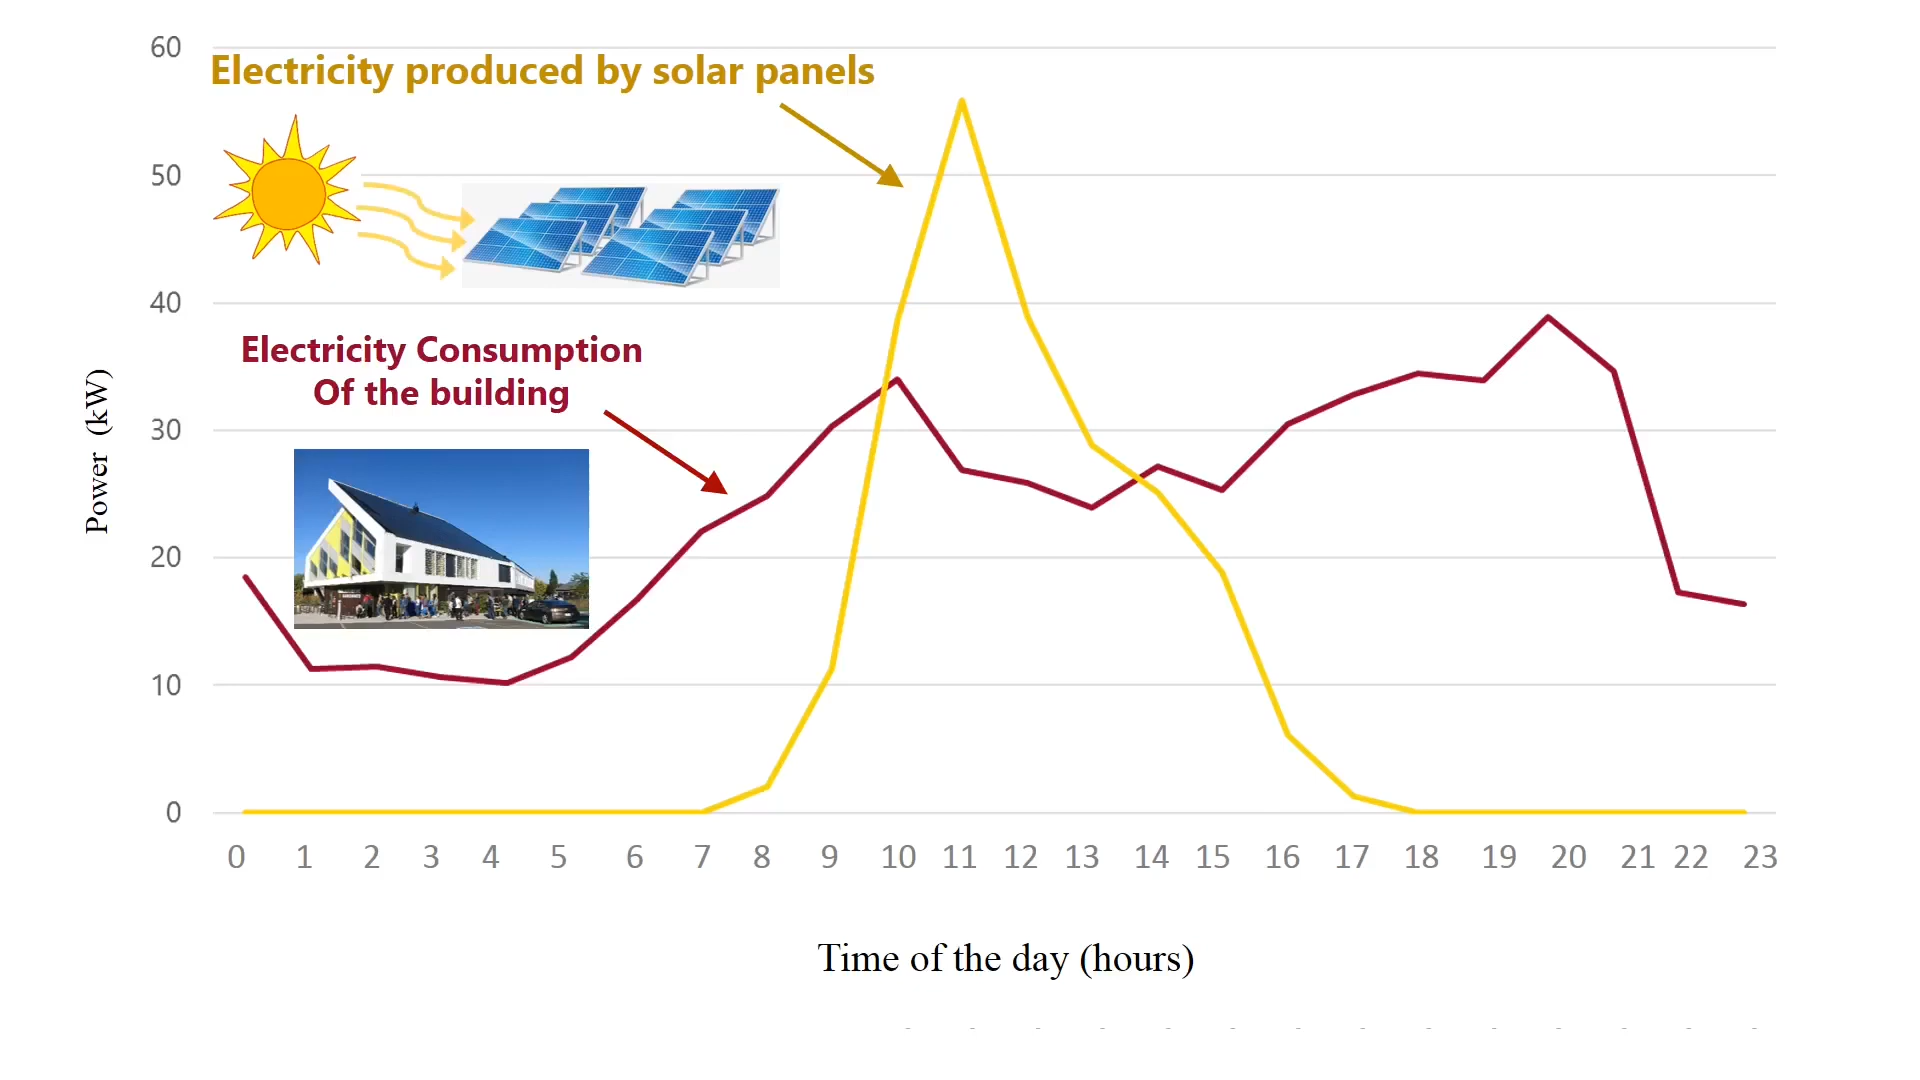 60
Electricity produced by solar panels
50
40
Electricity Consumption
Of the building
Power (kW)
30
20
10
0
0 1 2 3 4 5 6 7 8 9 10 11 12 13 14 15 16 17 18 19 20 21 22 23
Time of the day (hours)